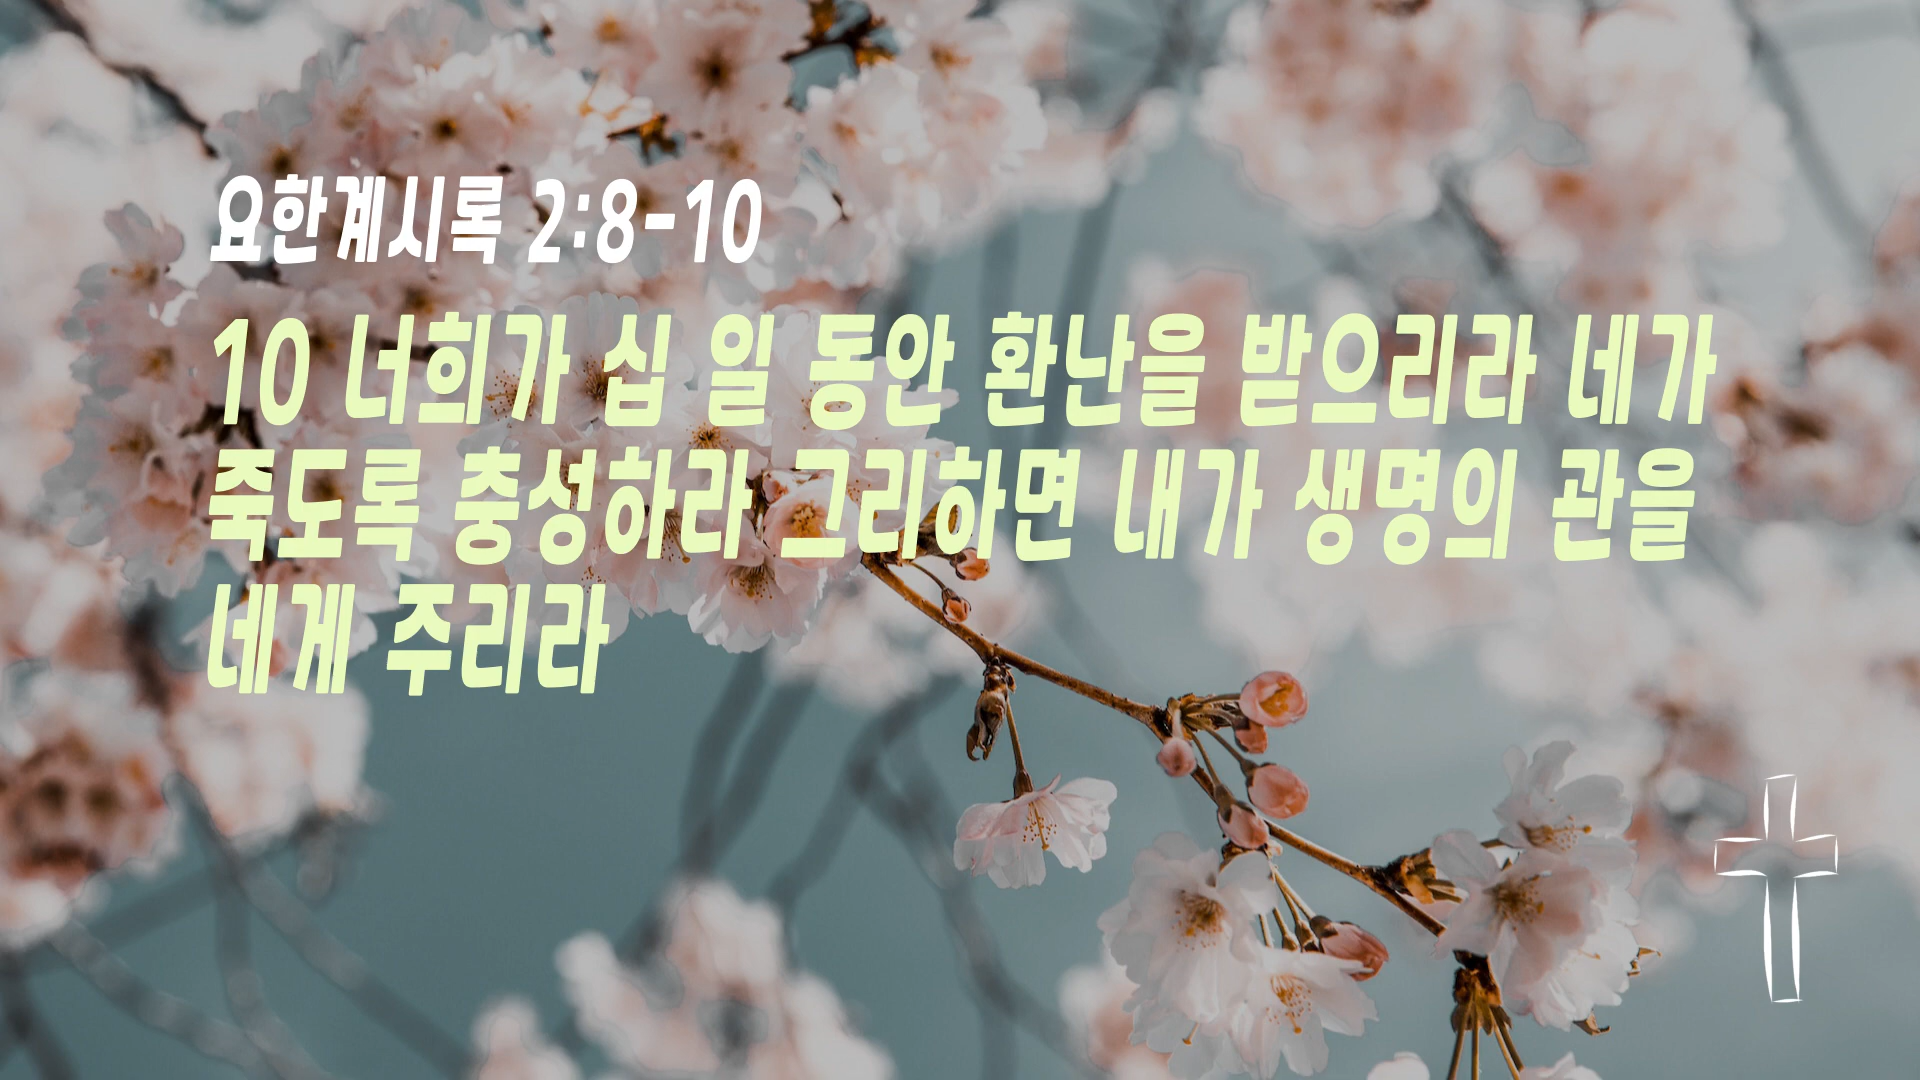 요한계시록 2:8-10
10 너희가 십 일 동안 환난을 받으리라 네가
죽도록 충성하라 그리하면 내가 생명의 관을
네게 주리라